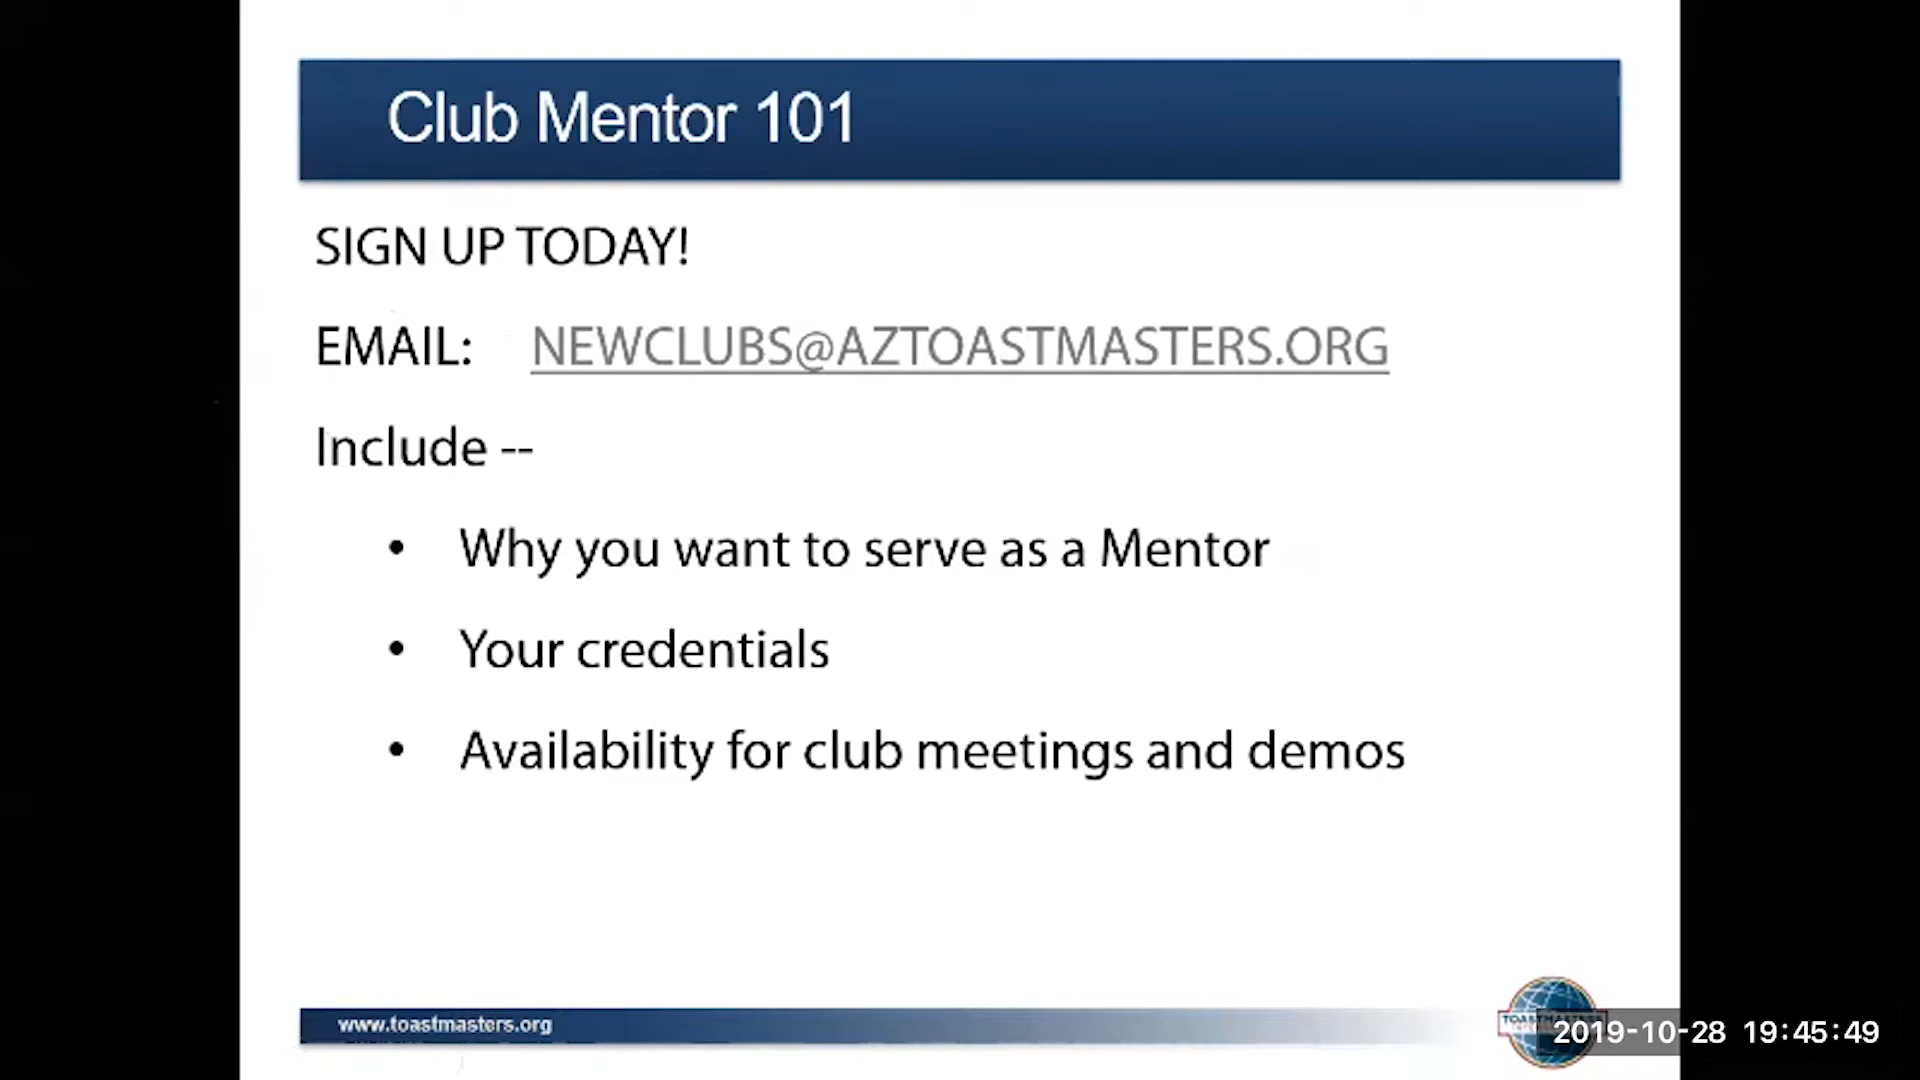 Club Mentor 101
SIGN UP TODAY!
EMAIL: NEWCLUBS@AZTOASTMASTERS.ORG
Include --
• Why you want to serve as a Mentor
• Your credentials
• Availability for club meetings and demos
www.toastmasters.org
TOASTMASTERS
2019-10-28 19:45:49